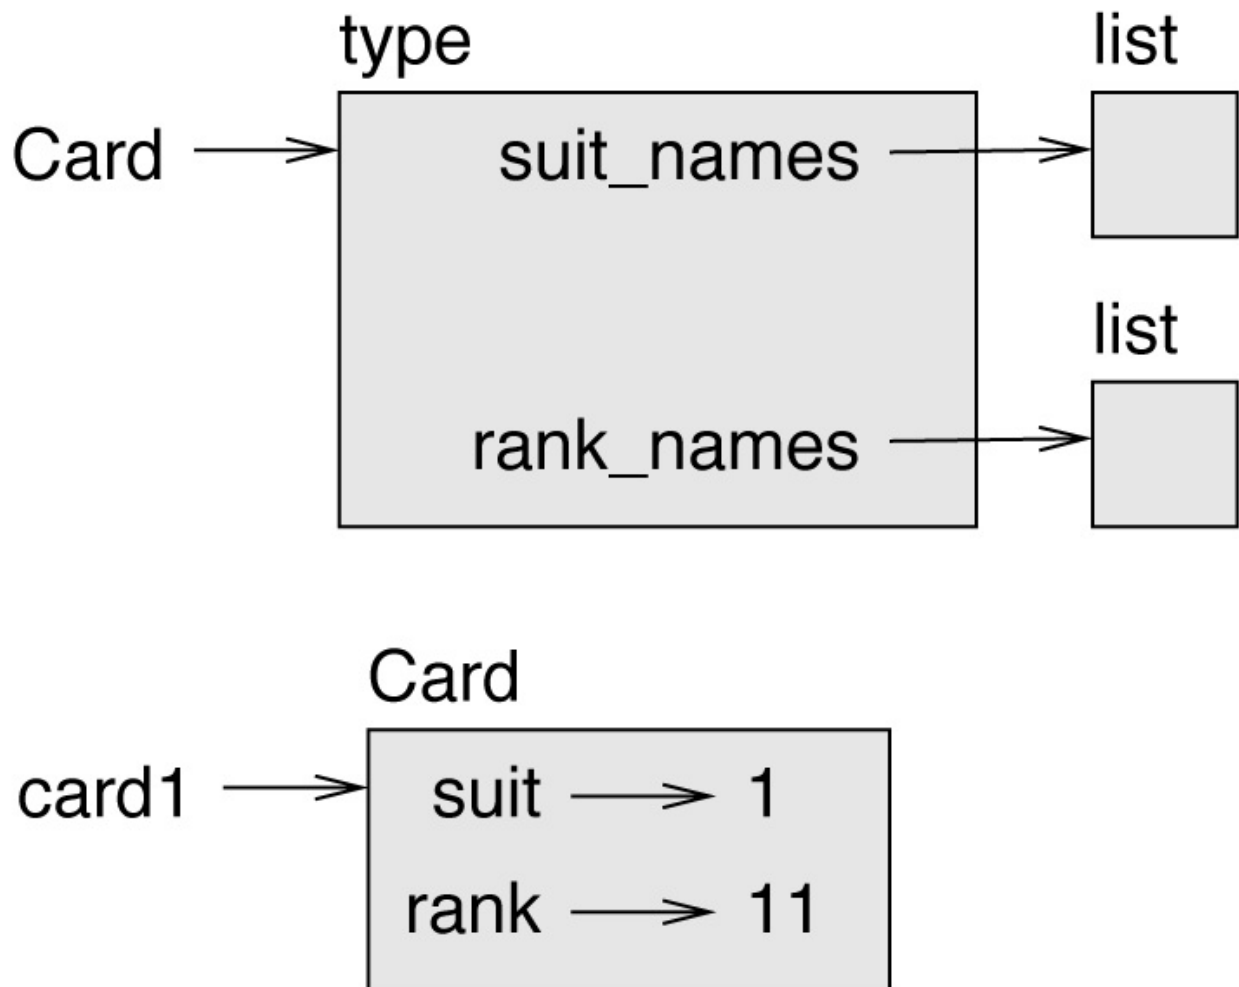 type list
Card suit_names
list
rank_names
Card
card1 suit 1
rank 11